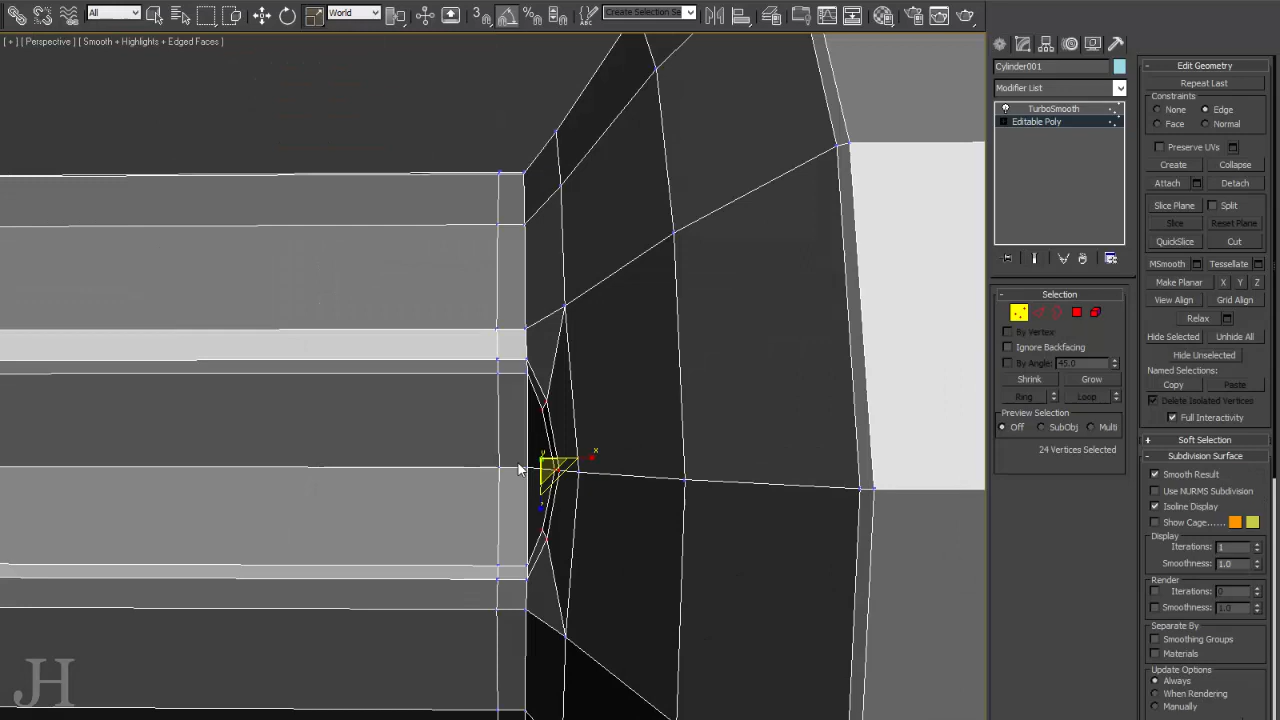 All
World
3
Create Selection Se
[ + ] [ Perspective ] [ Smooth + Highlights + Edged Faces ]
x
y
Cylinder001
Modifier List
TurboSmooth
Editable Poly
Selection
By Vertex
Ignore Backfacing
By Angle: 45.0
Shrink
Grow
Ring
Loop
Preview Selection
Off
SubObj
Multi
24 Vertices Selected
Edit Geometry
Repeat Last
Constraints
None
Edge
Face
Normal
Preserve UVs
Create
Collapse
Attach
Detach
Slice Plane
Split
Slice
Reset Plane
QuickSlice
Cut
MSmooth
Tessellate
Make Planar
X
Y
Z
View Align
Grid Align
Relax
Hide Selected
Unhide All
Hide Unselected
Named Selections:
Copy
Paste
Delete Isolated Vertices
Full Interactivity
Soft Selection
Subdivision Surface
Smooth Result
Use NURMS Subdivision
Isoline Display
Show Cage......
Display
Iterations: 1
Smoothness: 1.0
Render
Iterations: 0
Smoothness: 1.0
Separate By
Smoothing Groups
Materials
Update Options
Always
When Rendering
Manually
JH